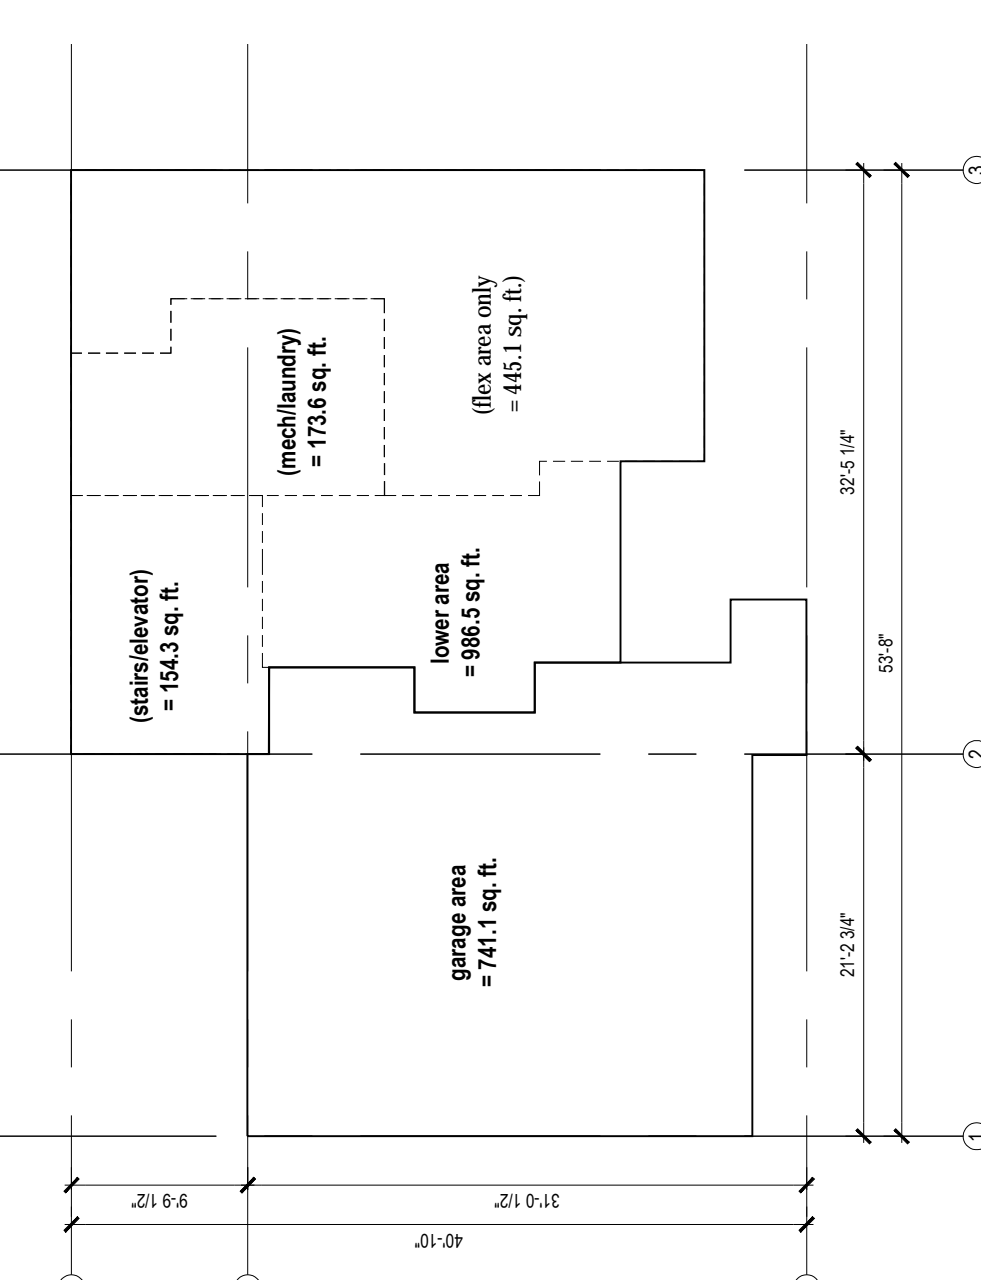 (stairs/elevator)
= 154.3 sq. ft.
(mech/laundry)
= 173.6 sq. ft.
(flex area only
= 445.1 sq. ft.)
lower area
= 986.5 sq. ft.
garage area
= 741.1 sq. ft.
32'-5 1/4"
21'-2 3/4"
53'-8"
9'-9 1/2"
31'-0 1/2"
40'-10"
3
2
1